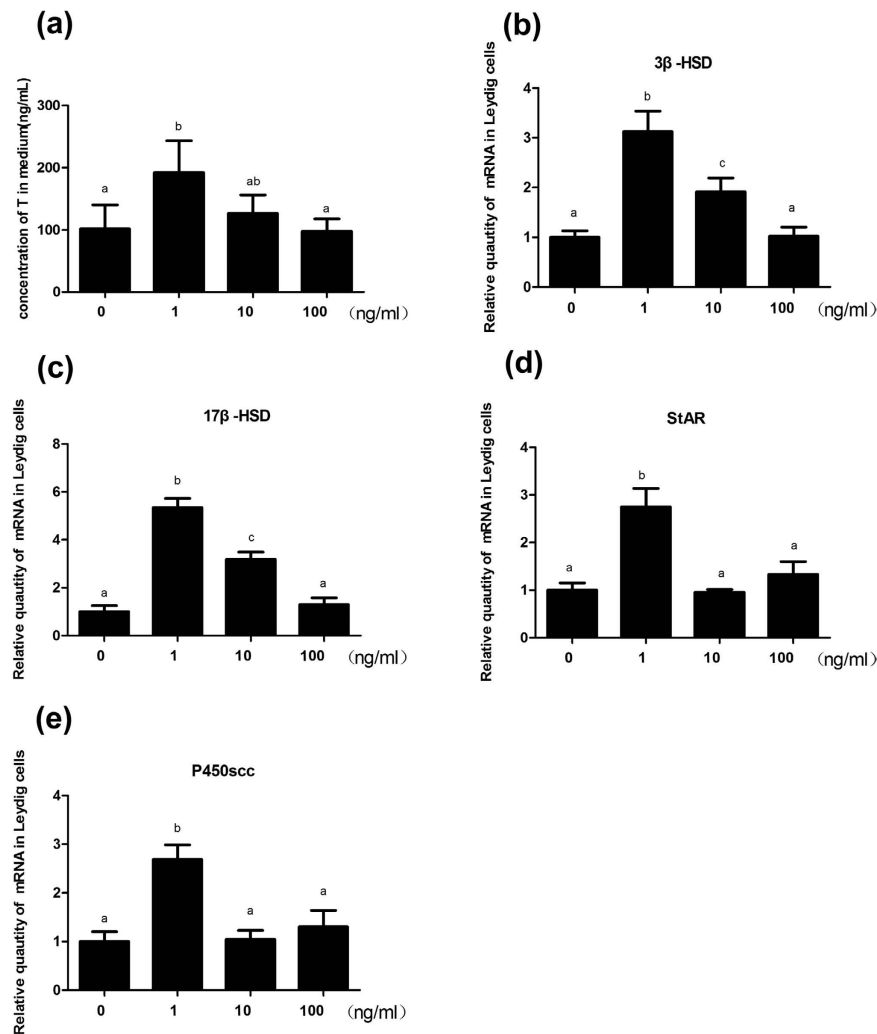 (a)
concentration of T in medium(ng/mL)
300
200
100
0
a
b
ab
a
0 1 10 100 （ng/ml）
(b)
3β -HSD
Relative quautity of mRNA in Leydig cells
4
3
2
1
0
a
b
c
a
0 1 10 100 （ng/ml）
(c)
17β -HSD
Relative quautity of mRNA in Leydig cells
8
6
4
2
0
a
b
c
a
0 1 10 100 （ng/ml）
(d)
StAR
Relative quautity of mRNA in Leydig cells
4
3
2
1
0
a
b
a
a
0 1 10 100 （ng/ml）
(e)
P450scc
Relative quautity of mRNA in Leydig cells
4
3
2
1
0
a
b
a
a
0 1 10 100 （ng/ml）